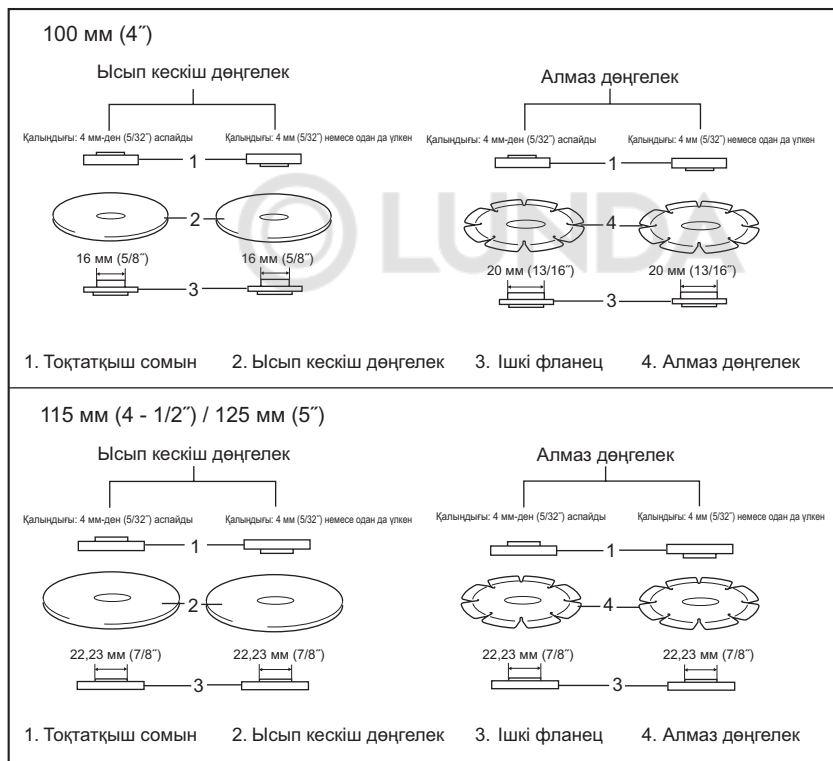 100 мм (4˝)
Ысып кескіш дөңгелек
Алмаз дөңгелек
Қалыңдығы: 4 мм-ден (5/32˝) аспайды
Қалыңдығы: 4 мм (5/32˝) немесе одан да үлкен
Қалыңдығы: 4 мм-ден (5/32˝) аспайды
Қалыңдығы: 4 мм (5/32˝) немесе одан да үлкен
1
1
2
4
LUNDA
16 мм (5/8˝)
16 мм (5/8˝)
20 мм (13/16˝)
20 мм (13/16˝)
3
3
1. Тоқтатқыш сомын 2. Ысып кескіш дөңгелек 3. Ішкі фланец 4. Алмаз дөңгелек
115 мм (4 - 1/2˝) / 125 мм (5˝)
Ысып кескіш дөңгелек
Алмаз дөңгелек
Қалыңдығы: 4 мм-ден (5/32˝) аспайды
Қалыңдығы: 4 мм (5/32˝) немесе одан да үлкен
Қалыңдығы: 4 мм-ден (5/32˝) аспайды
Қалыңдығы: 4 мм (5/32˝) немесе одан да үлкен
1
1
2
4
22,23 мм (7/8˝)
22,23 мм (7/8˝)
22,23 мм (7/8˝)
22,23 мм (7/8˝)
3
3
1. Тоқтатқыш сомын 2. Ысып кескіш дөңгелек 3. Ішкі фланец 4. Алмаз дөңгелек